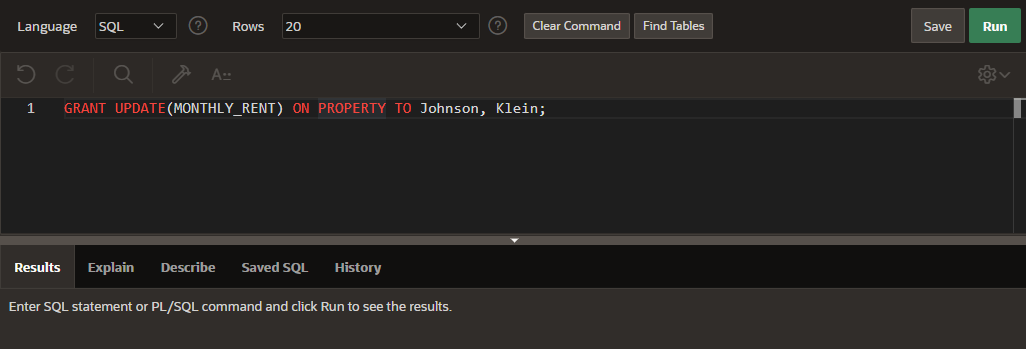 Language SQL ? Rows 20 ? Clear Command Find Tables Save Run
A
1 GRANT UPDATE(MONTHLY_RENT) ON PROPERTY TO Johnson, Klein;
Results Explain Describe Saved SQL History
Enter SQL statement or PL/SQL command and click Run to see the results.